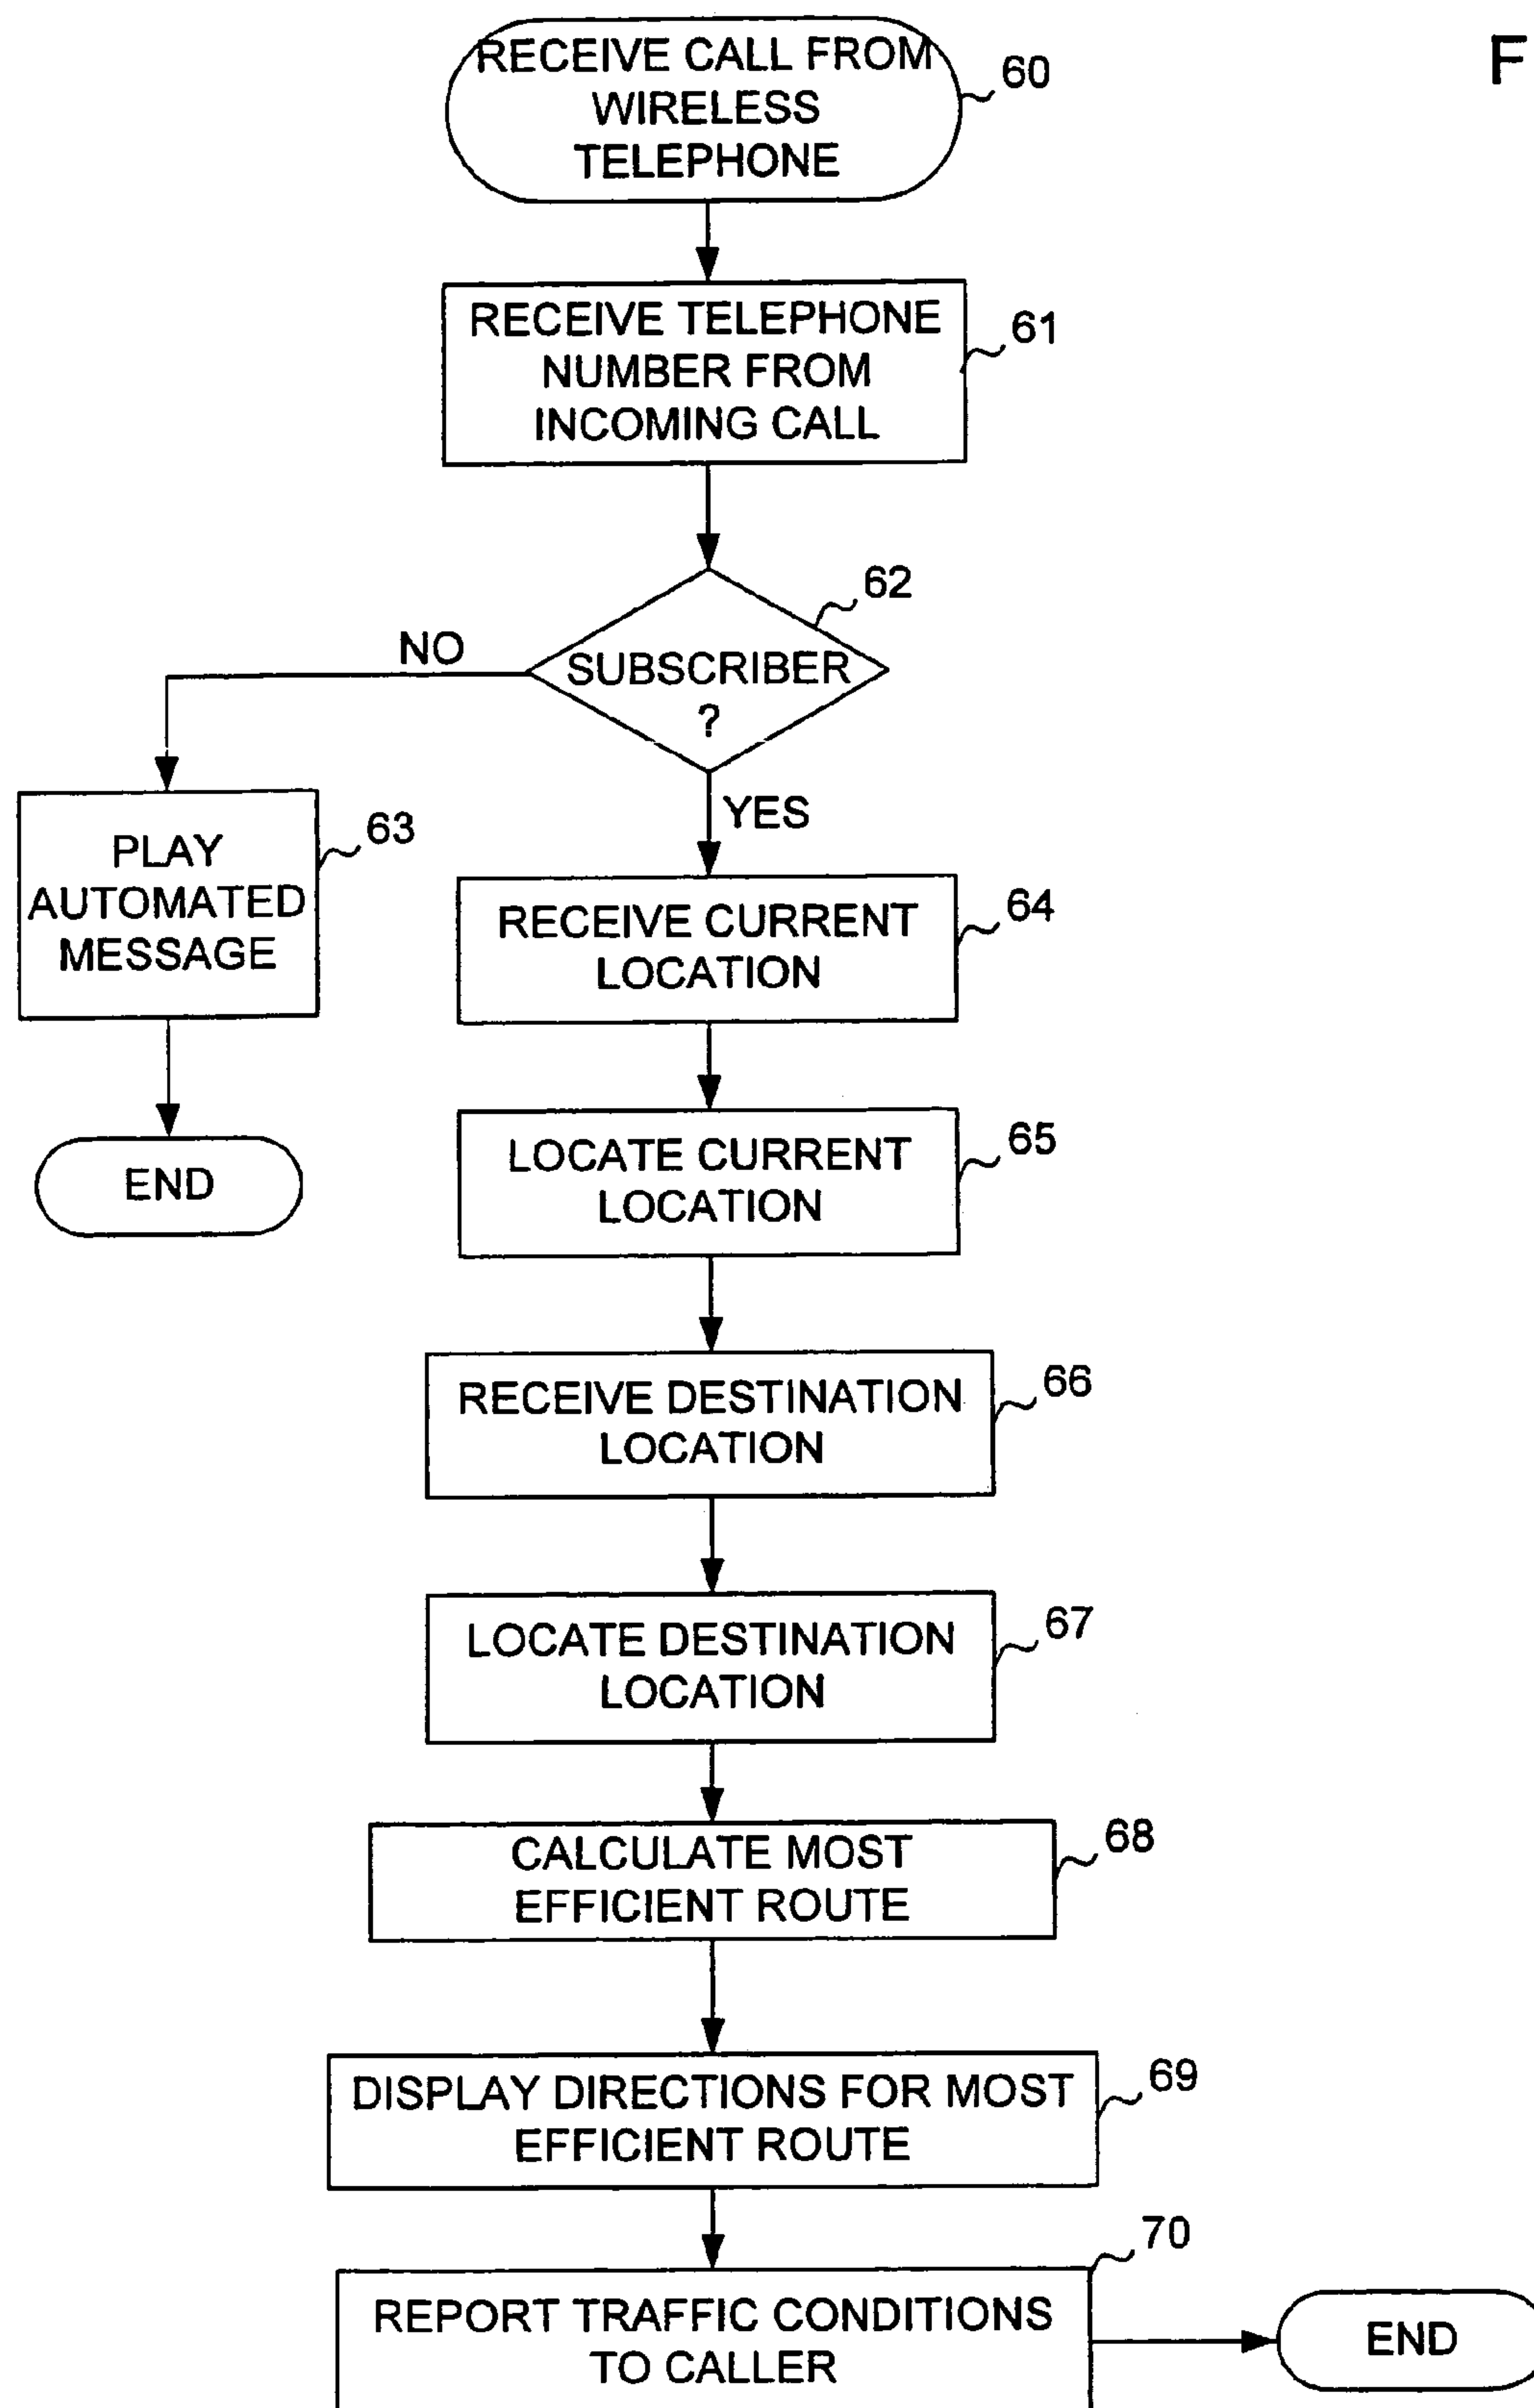 F
RECEIVE CALL FROM
WIRELESS
TELEPHONE
60
RECEIVE TELEPHONE
NUMBER FROM
INCOMING CALL
61
62
SUBSCRIBER
?
NO
YES
PLAY
AUTOMATED
MESSAGE
63
END
RECEIVE CURRENT
LOCATION
64
LOCATE CURRENT
LOCATION
65
RECEIVE DESTINATION
LOCATION
66
LOCATE DESTINATION
LOCATION
67
CALCULATE MOST
EFFICIENT ROUTE
68
DISPLAY DIRECTIONS FOR MOST
EFFICIENT ROUTE
69
70
REPORT TRAFFIC CONDITIONS
TO CALLER
END